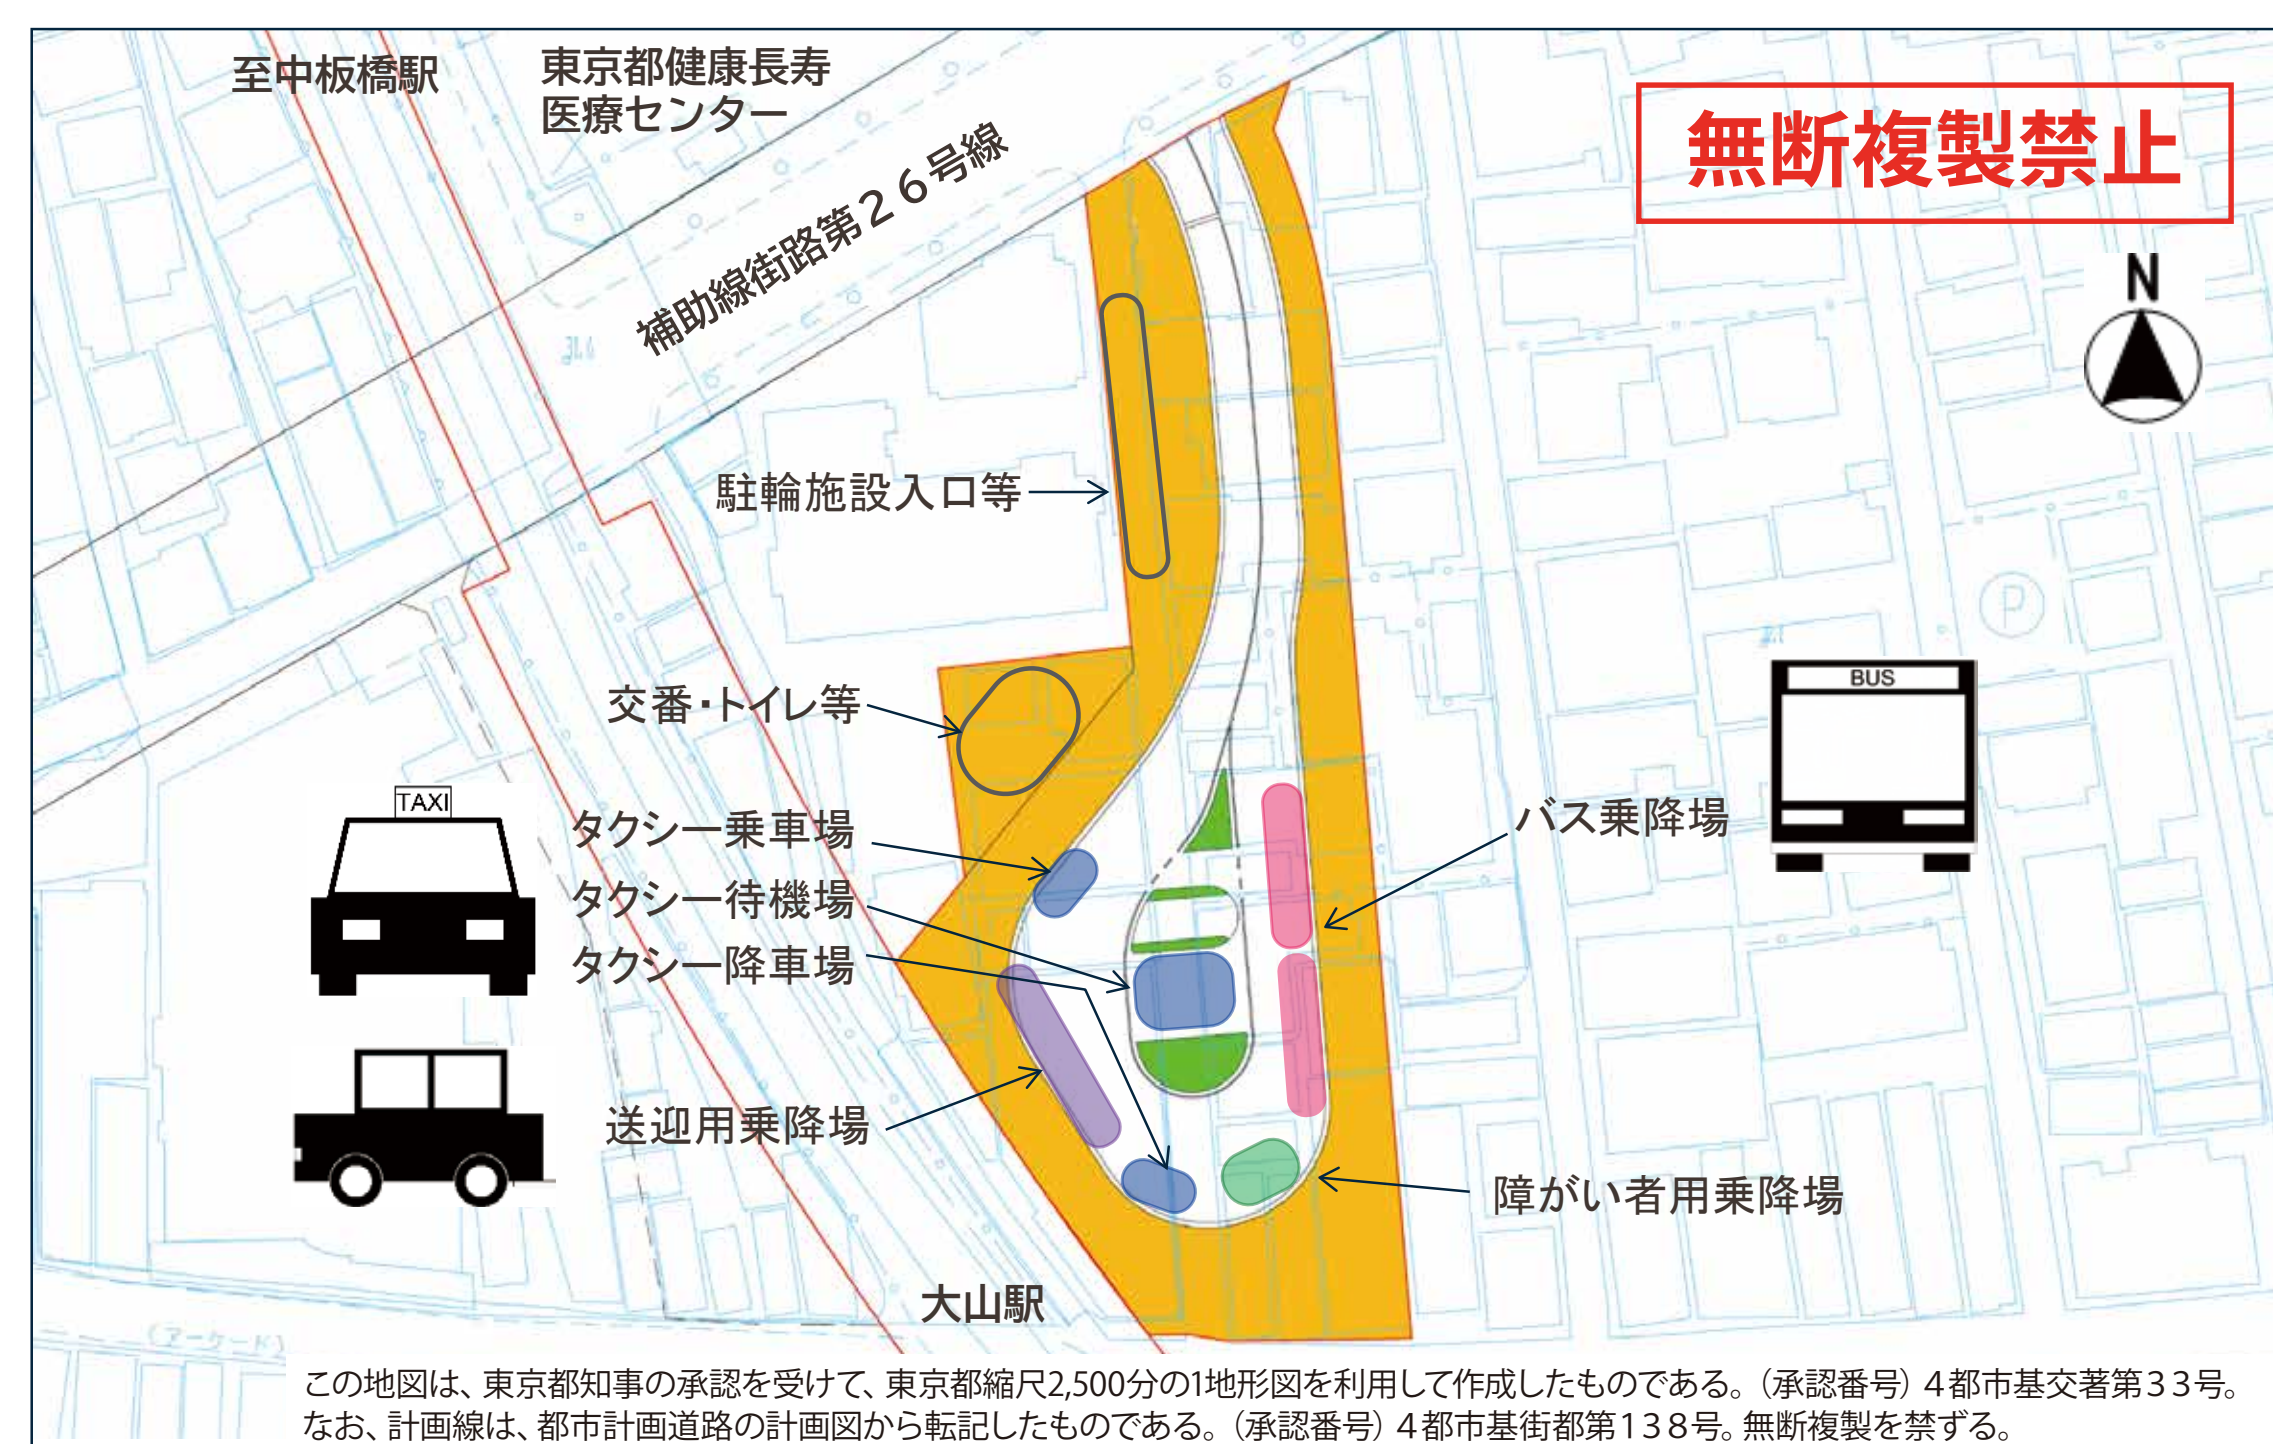 至中板橋駅
東京都健康長寿
医療センター
補助線街路第２６号線
無断複製禁止
N
駐輪施設入口等
交番・トイレ等
BUS
TAXI
タクシー乗車場
バス乗降場
タクシー待機場
タクシー降車場
送迎用乗降場
障がい者用乗降場
大山駅
(アーケード)
P
この地図は、東京都知事の承認を受けて、東京都縮尺2,500分の1地形図を利用して作成したものである。（承認番号）４都市基交著第３３号。
なお、計画線は、都市計画道路の計画図から転記したものである。（承認番号）４都市基街都第１３８号。無断複製を禁ずる。